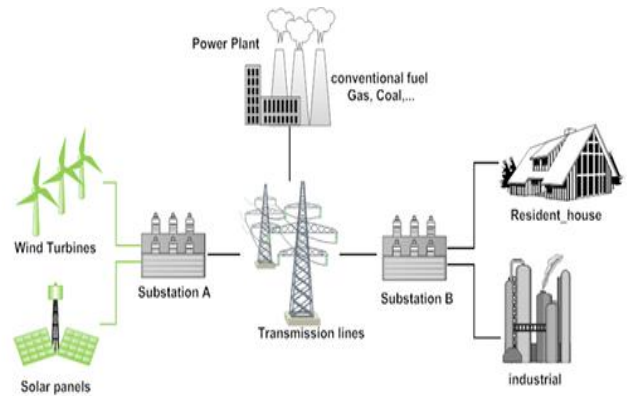 Power Plant
conventional fuel
Gas, Coal,...
Wind Turbines
Substation A
Solar panels
Transmission lines
Substation B
Resident_house
industrial